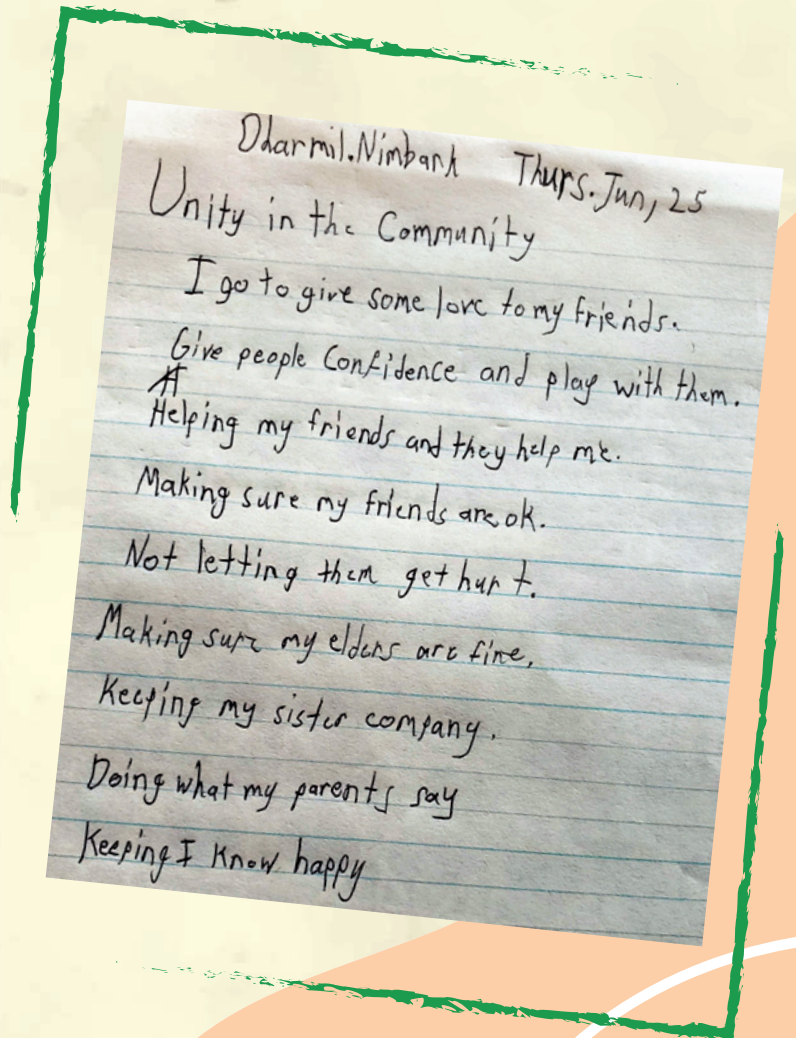 Dharmil.Nimbark Thurs.Jun, 25
Unity in the Community
I go to give some love to my friends.
Give people Confidence and play with them.
Helping my friends and they help me.
Making sure my friends are ok.
Not letting them get hurt.
Making sure my elders are fine,
Keeping my sister company.
Doing what my parents say
Keeping I know happy